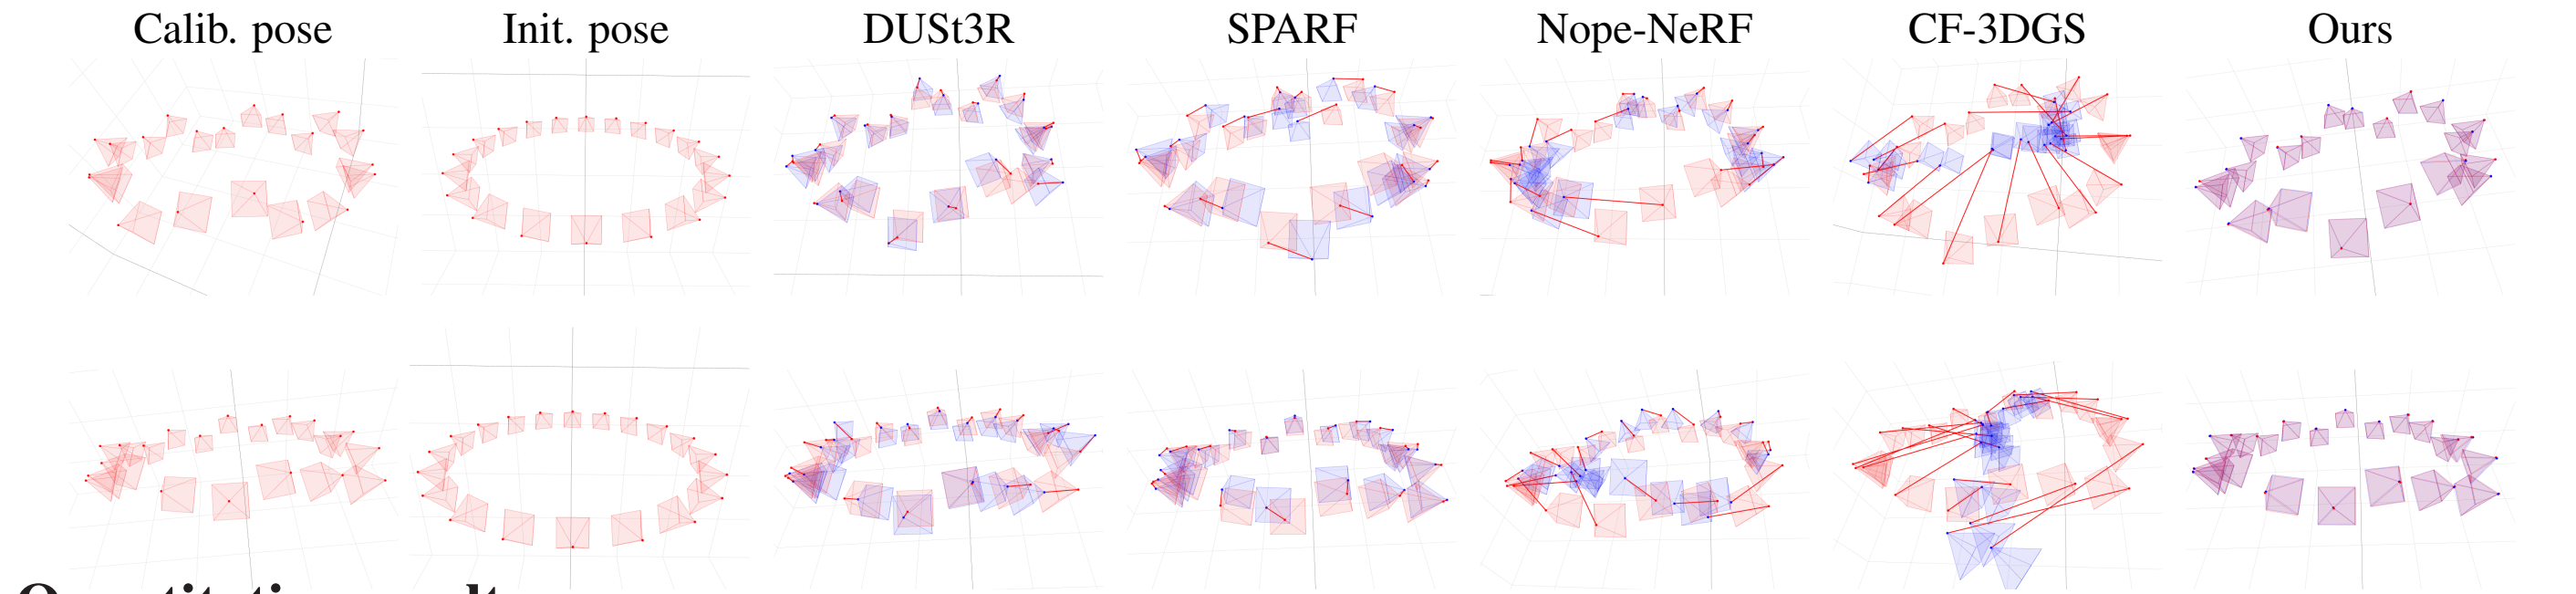 Calib. pose Init. pose DUSt3R SPARF Nope-NeRF CF-3DGS Ours